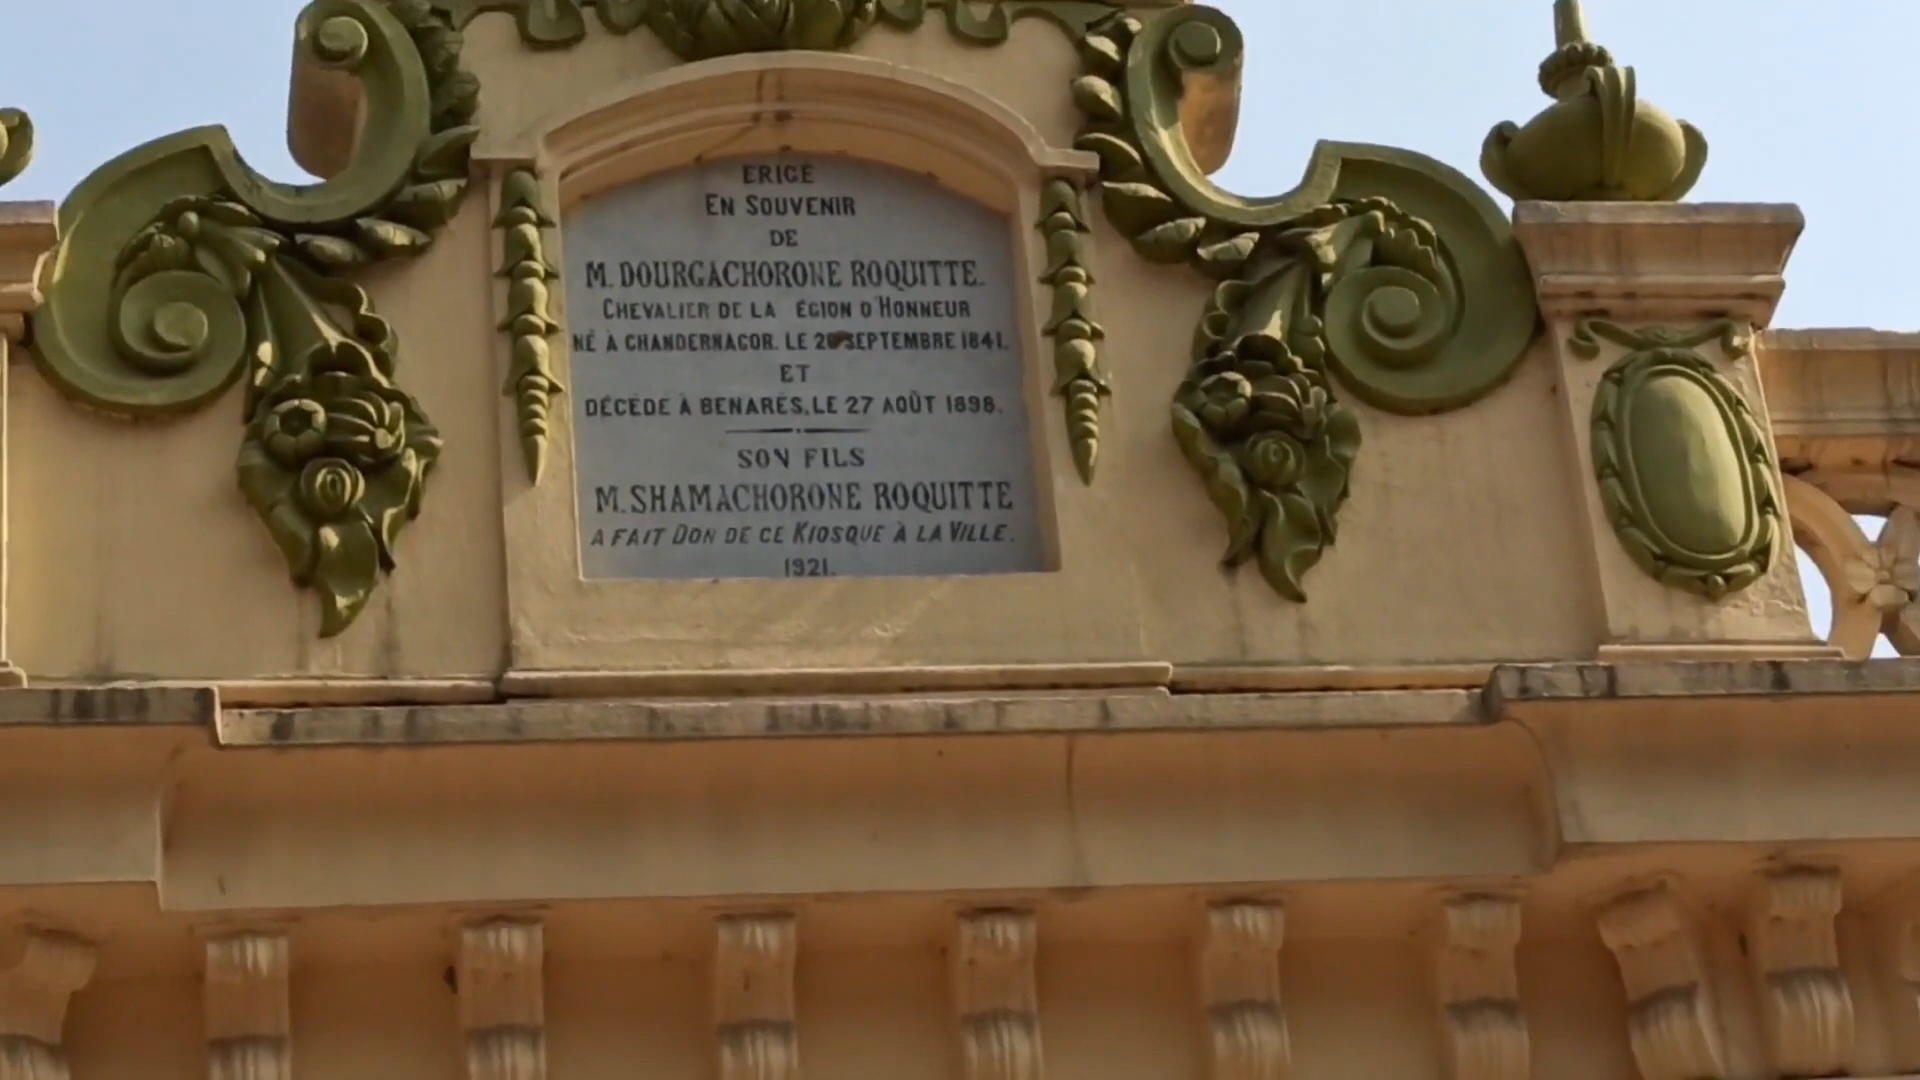 ERIGE
EN SOUVENIR
DE
M. DOURGACHORONE ROQUITTE.
CHEVALIER DE LA ÉGION D'HONNEUR
NÉ À CHANDERNAGOR. LE SEPTEMBRE 1841.
ET
DÉCÉDÉ À BENARÈS, LE 27 AOÛT 1898.
SON FILS
M. SHAMACHORONE ROQUITTE
A FAIT DON DE CE KIOSQUE À LA VILLE.
1921.